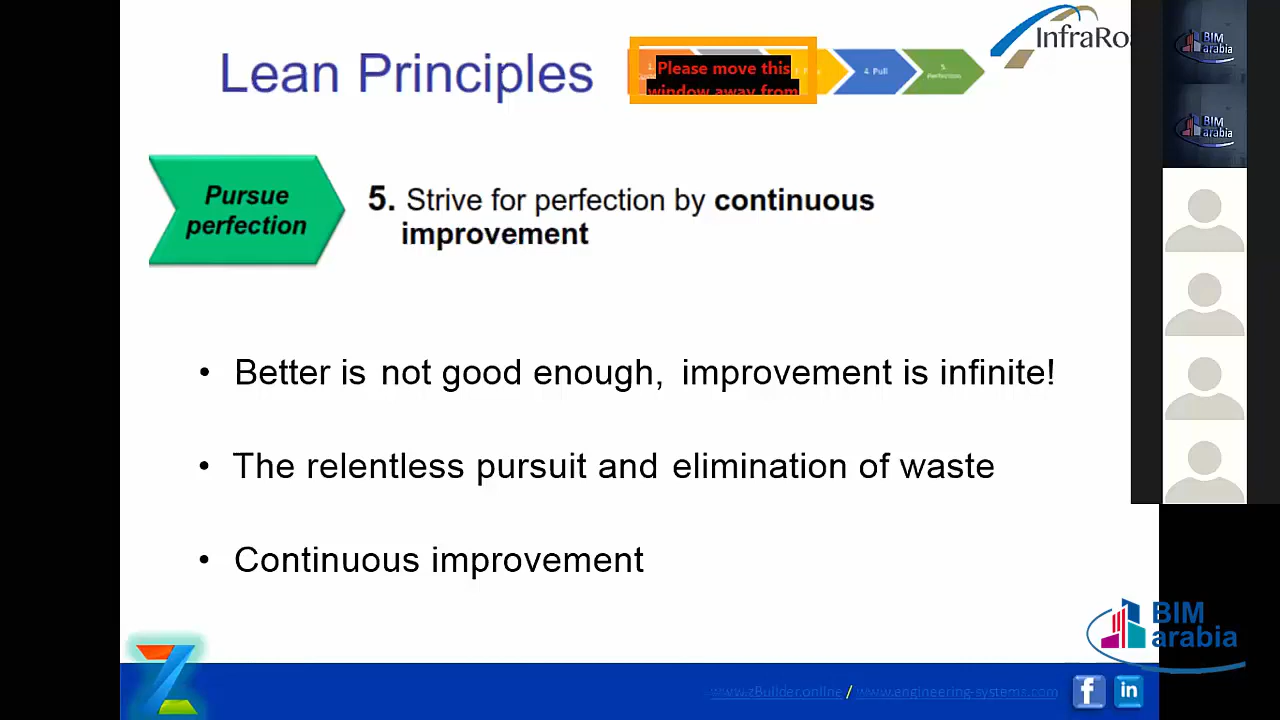 Lean Principles
Please move this
window away from
4. Pull
5.
Perfection
InfraRo
BIM
arabia
BIM
arabia
Pursue
perfection
5. Strive for perfection by continuous
improvement
• Better is not good enough, improvement is infinite!
• The relentless pursuit and elimination of waste
• Continuous improvement
BIM
arabia
Z
www.zBuilder.online / www.engineering-systems.com
f
in